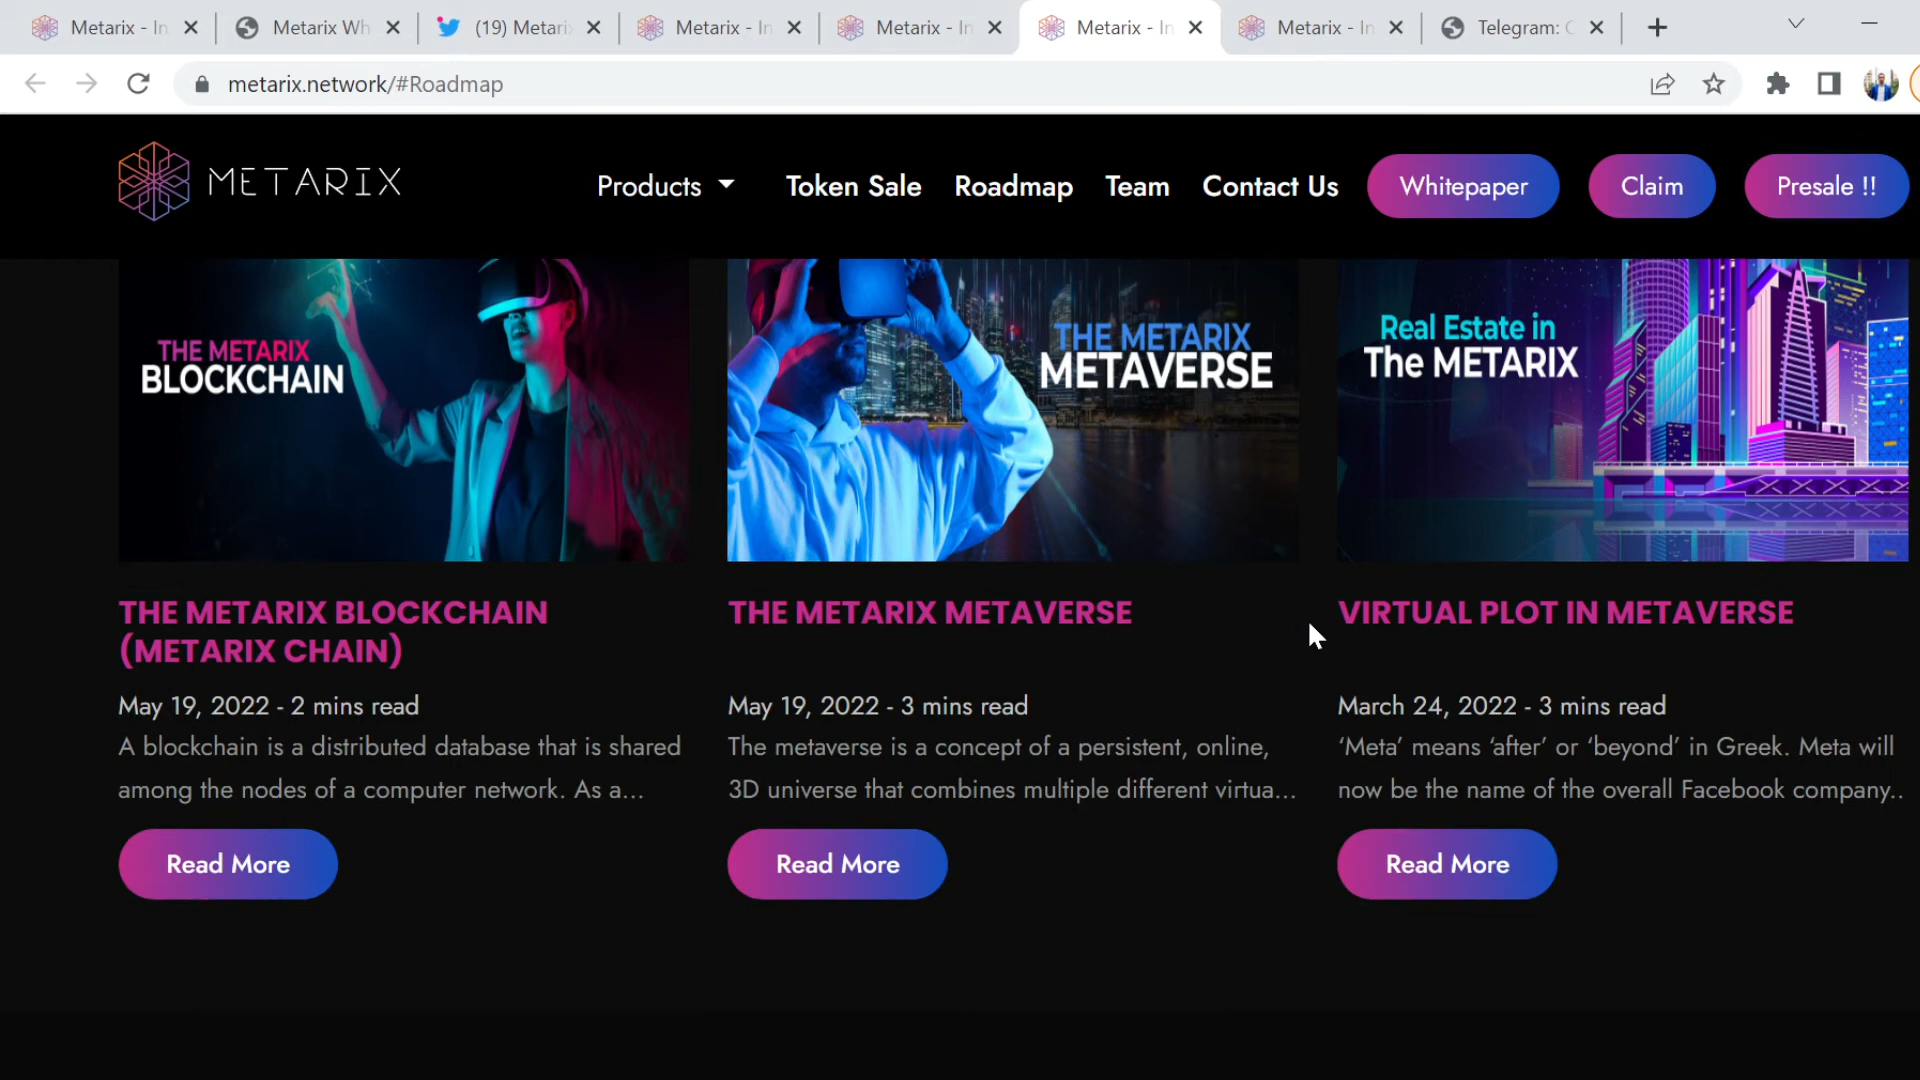 Metarix - In
Metarix Wh
(19) Metari
Metarix - In
Metarix - In
Metarix - In
Metarix - In
Telegram: C
metarix.network/#Roadmap
METARIX
Products
Token Sale
Roadmap
Team
Contact Us
Whitepaper
Claim
Presale !!
THE METARIX
BLOCKCHAIN
THE METARIX
METAVERSE
Real Estate in
The METARIX
THE METARIX BLOCKCHAIN
(METARIX CHAIN)
May 19, 2022 - 2 mins read
A blockchain is a distributed database that is shared
among the nodes of a computer network. As a...
Read More
THE METARIX METAVERSE
May 19, 2022 - 3 mins read
The metaverse is a concept of a persistent, online,
3D universe that combines multiple different virtua...
Read More
VIRTUAL PLOT IN METAVERSE
March 24, 2022 - 3 mins read
‘Meta’ means ‘after’ or ‘beyond’ in Greek. Meta will
now be the name of the overall Facebook company..
Read More